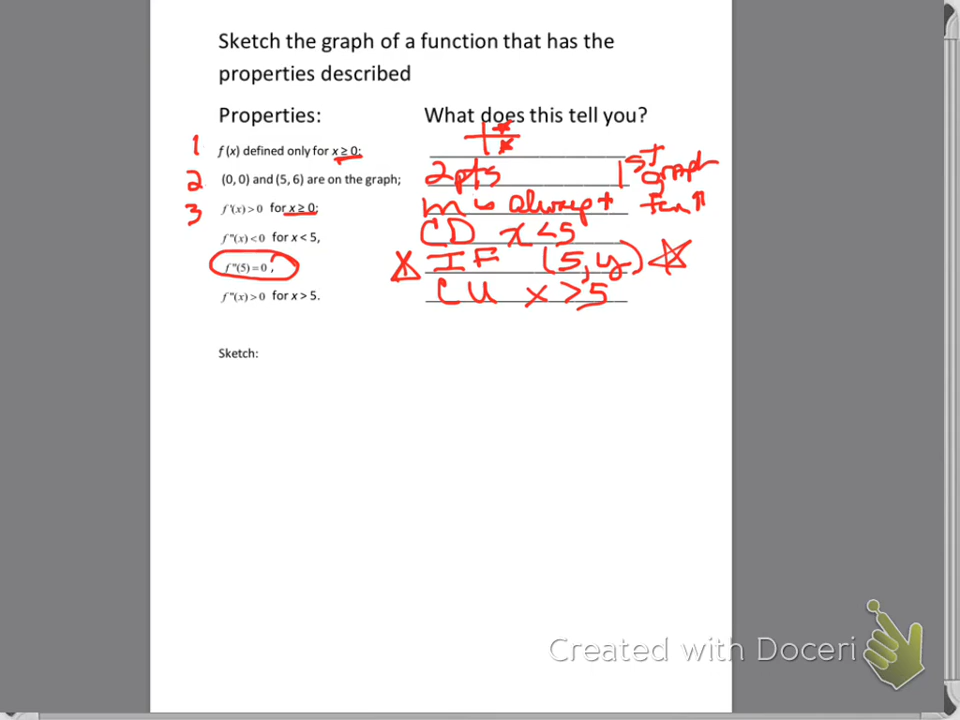 Sketch the graph of a function that has the
properties described
Properties: What does this tell you?
1 f (x) defined only for x ≥ 0;
2 (0, 0) and (5, 6) are on the graph; 2pts 1st graph
3 f '(x) > 0 for x ≥ 0; m is always + Fcn ↑
f "(x) < 0 for x < 5, CD x < 5
f "(5) = 0 , IF (5, y)
f "(x) > 0 for x > 5. CU x > 5
Sketch:
Created with Doceri